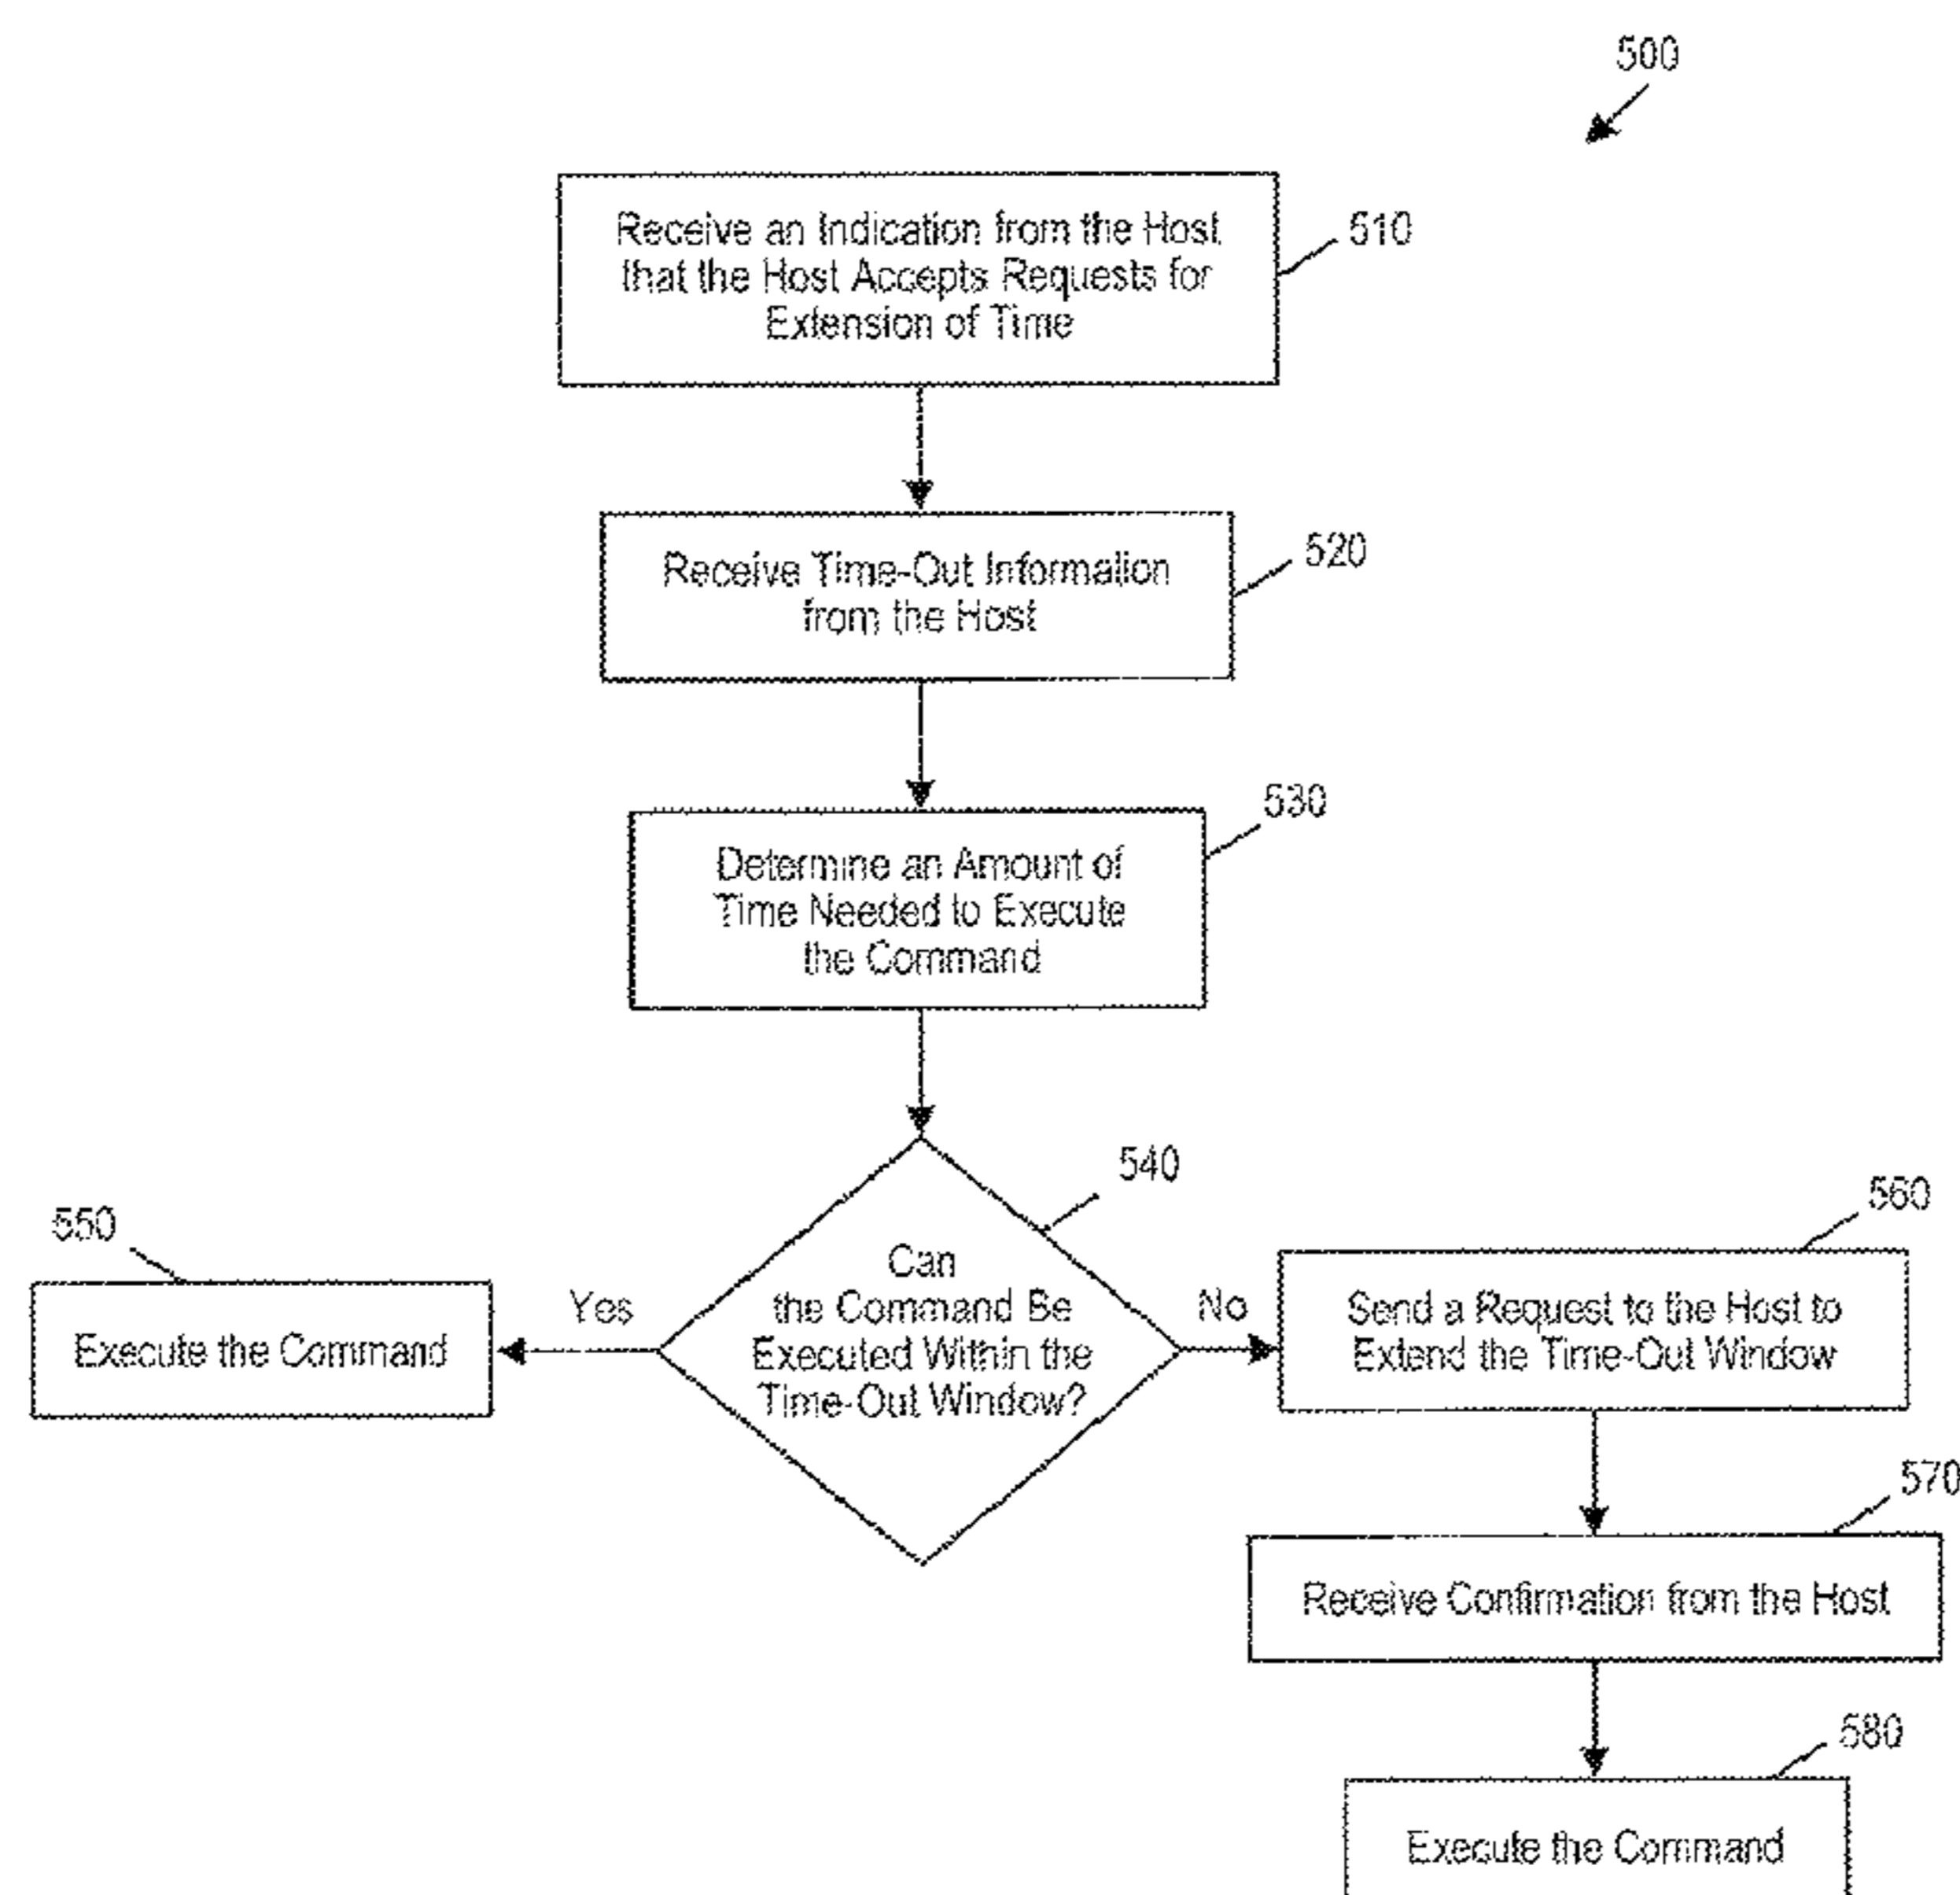 500
Receive an Indication from the Host
that the Host Accepts Requests for
Extension of Time
510
Receive Time-Out Information
from the Host
520
Determine an Amount of
Time Needed to Execute
the Command
530
Can
the Command Be
Executed Within the
Time-Out Window?
540
Yes
No
550
Execute the Command
560
Send a Request to the Host to
Extend the Time-Out Window
570
Receive Confirmation from the Host
580
Execute the Command